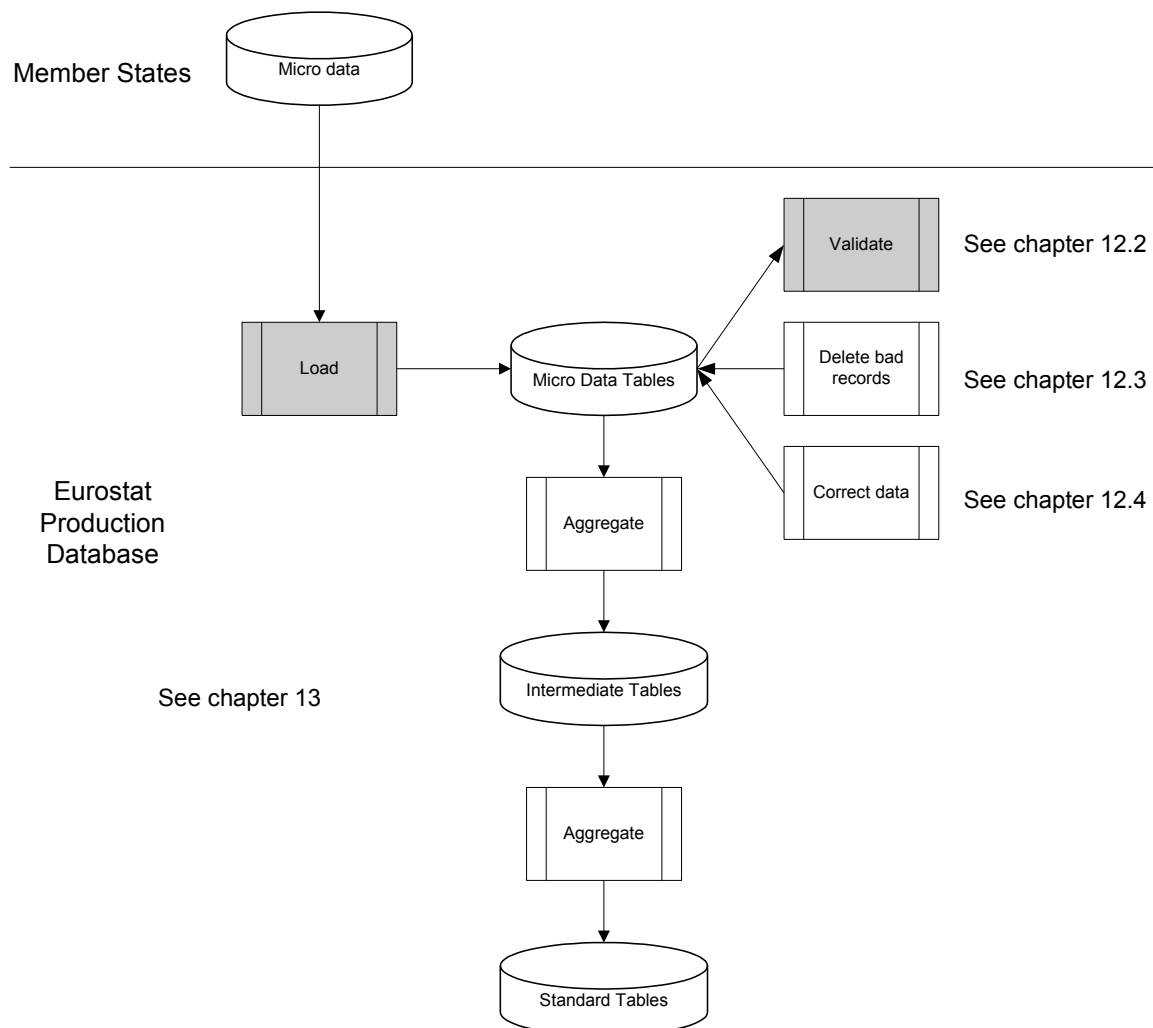 Micro data
Member States
Validate
See chapter 12.2
Load
Micro Data Tables
Delete bad
records
See chapter 12.3
Correct data
See chapter 12.4
Eurostat
Production
Database
Aggregate
Intermediate Tables
See chapter 13
Aggregate
Standard Tables